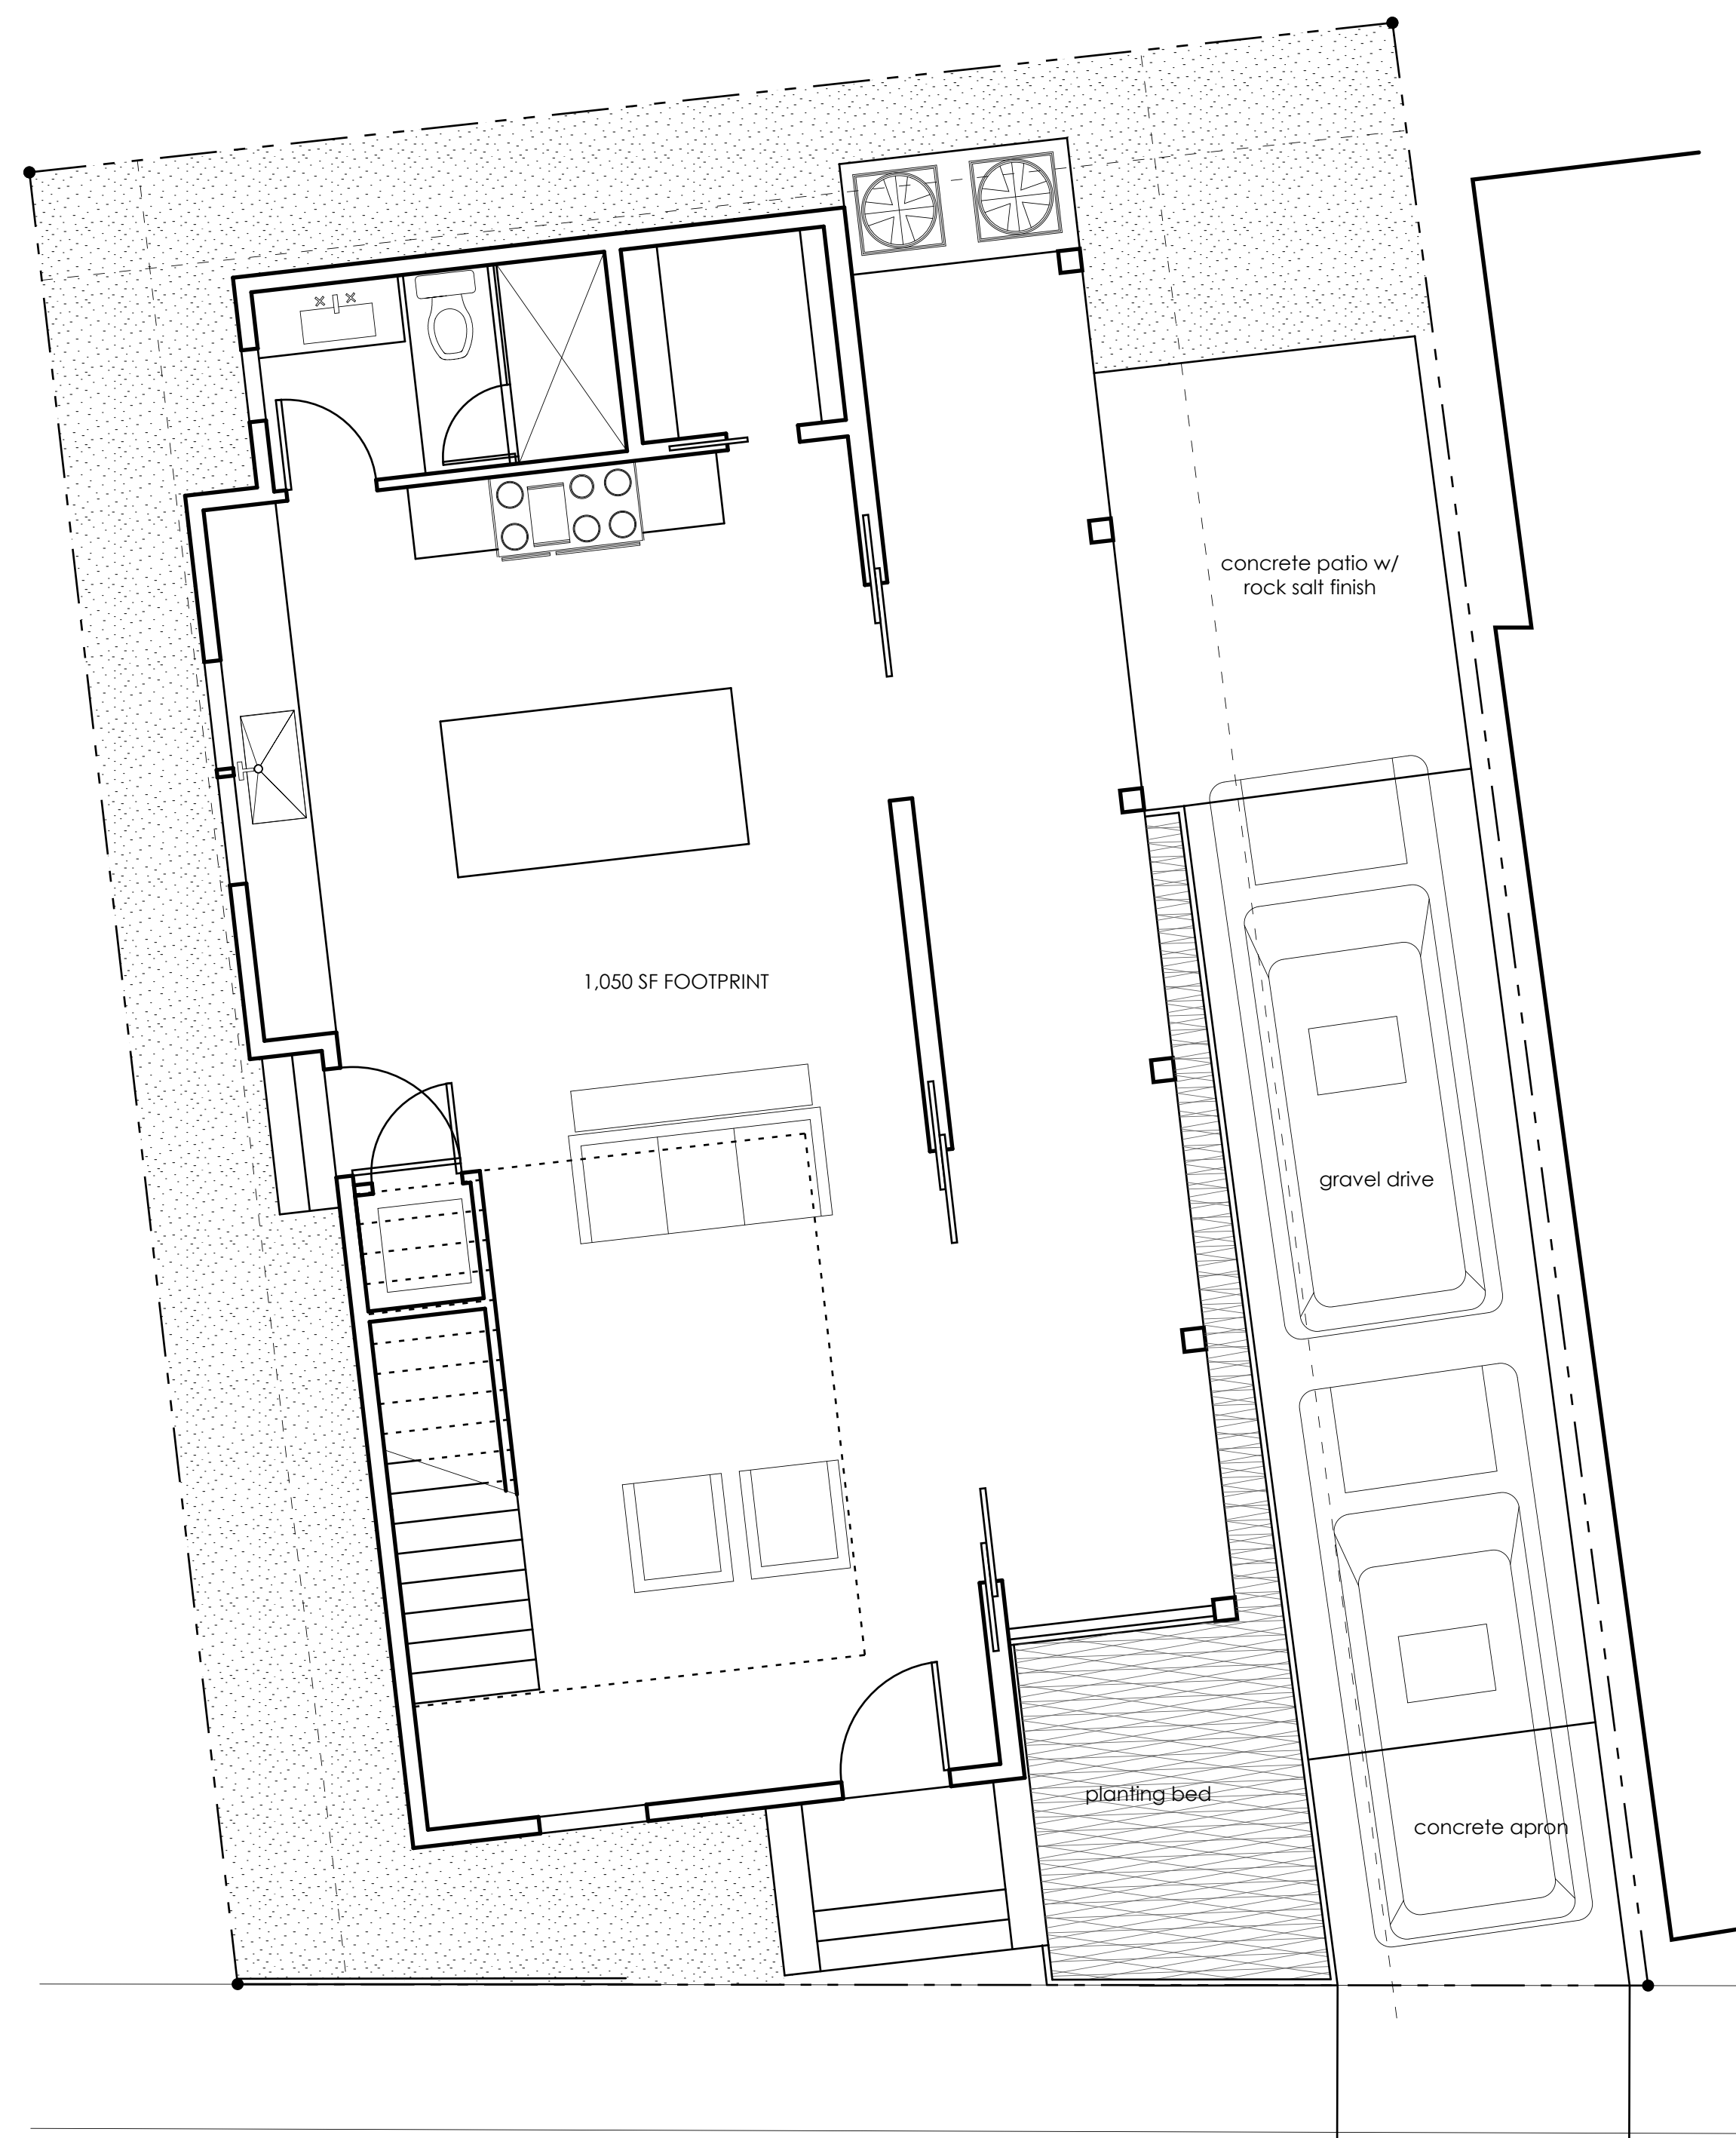 concrete patio w/
rock salt finish
1,050 SF FOOTPRINT
gravel drive
planting bed
concrete apron